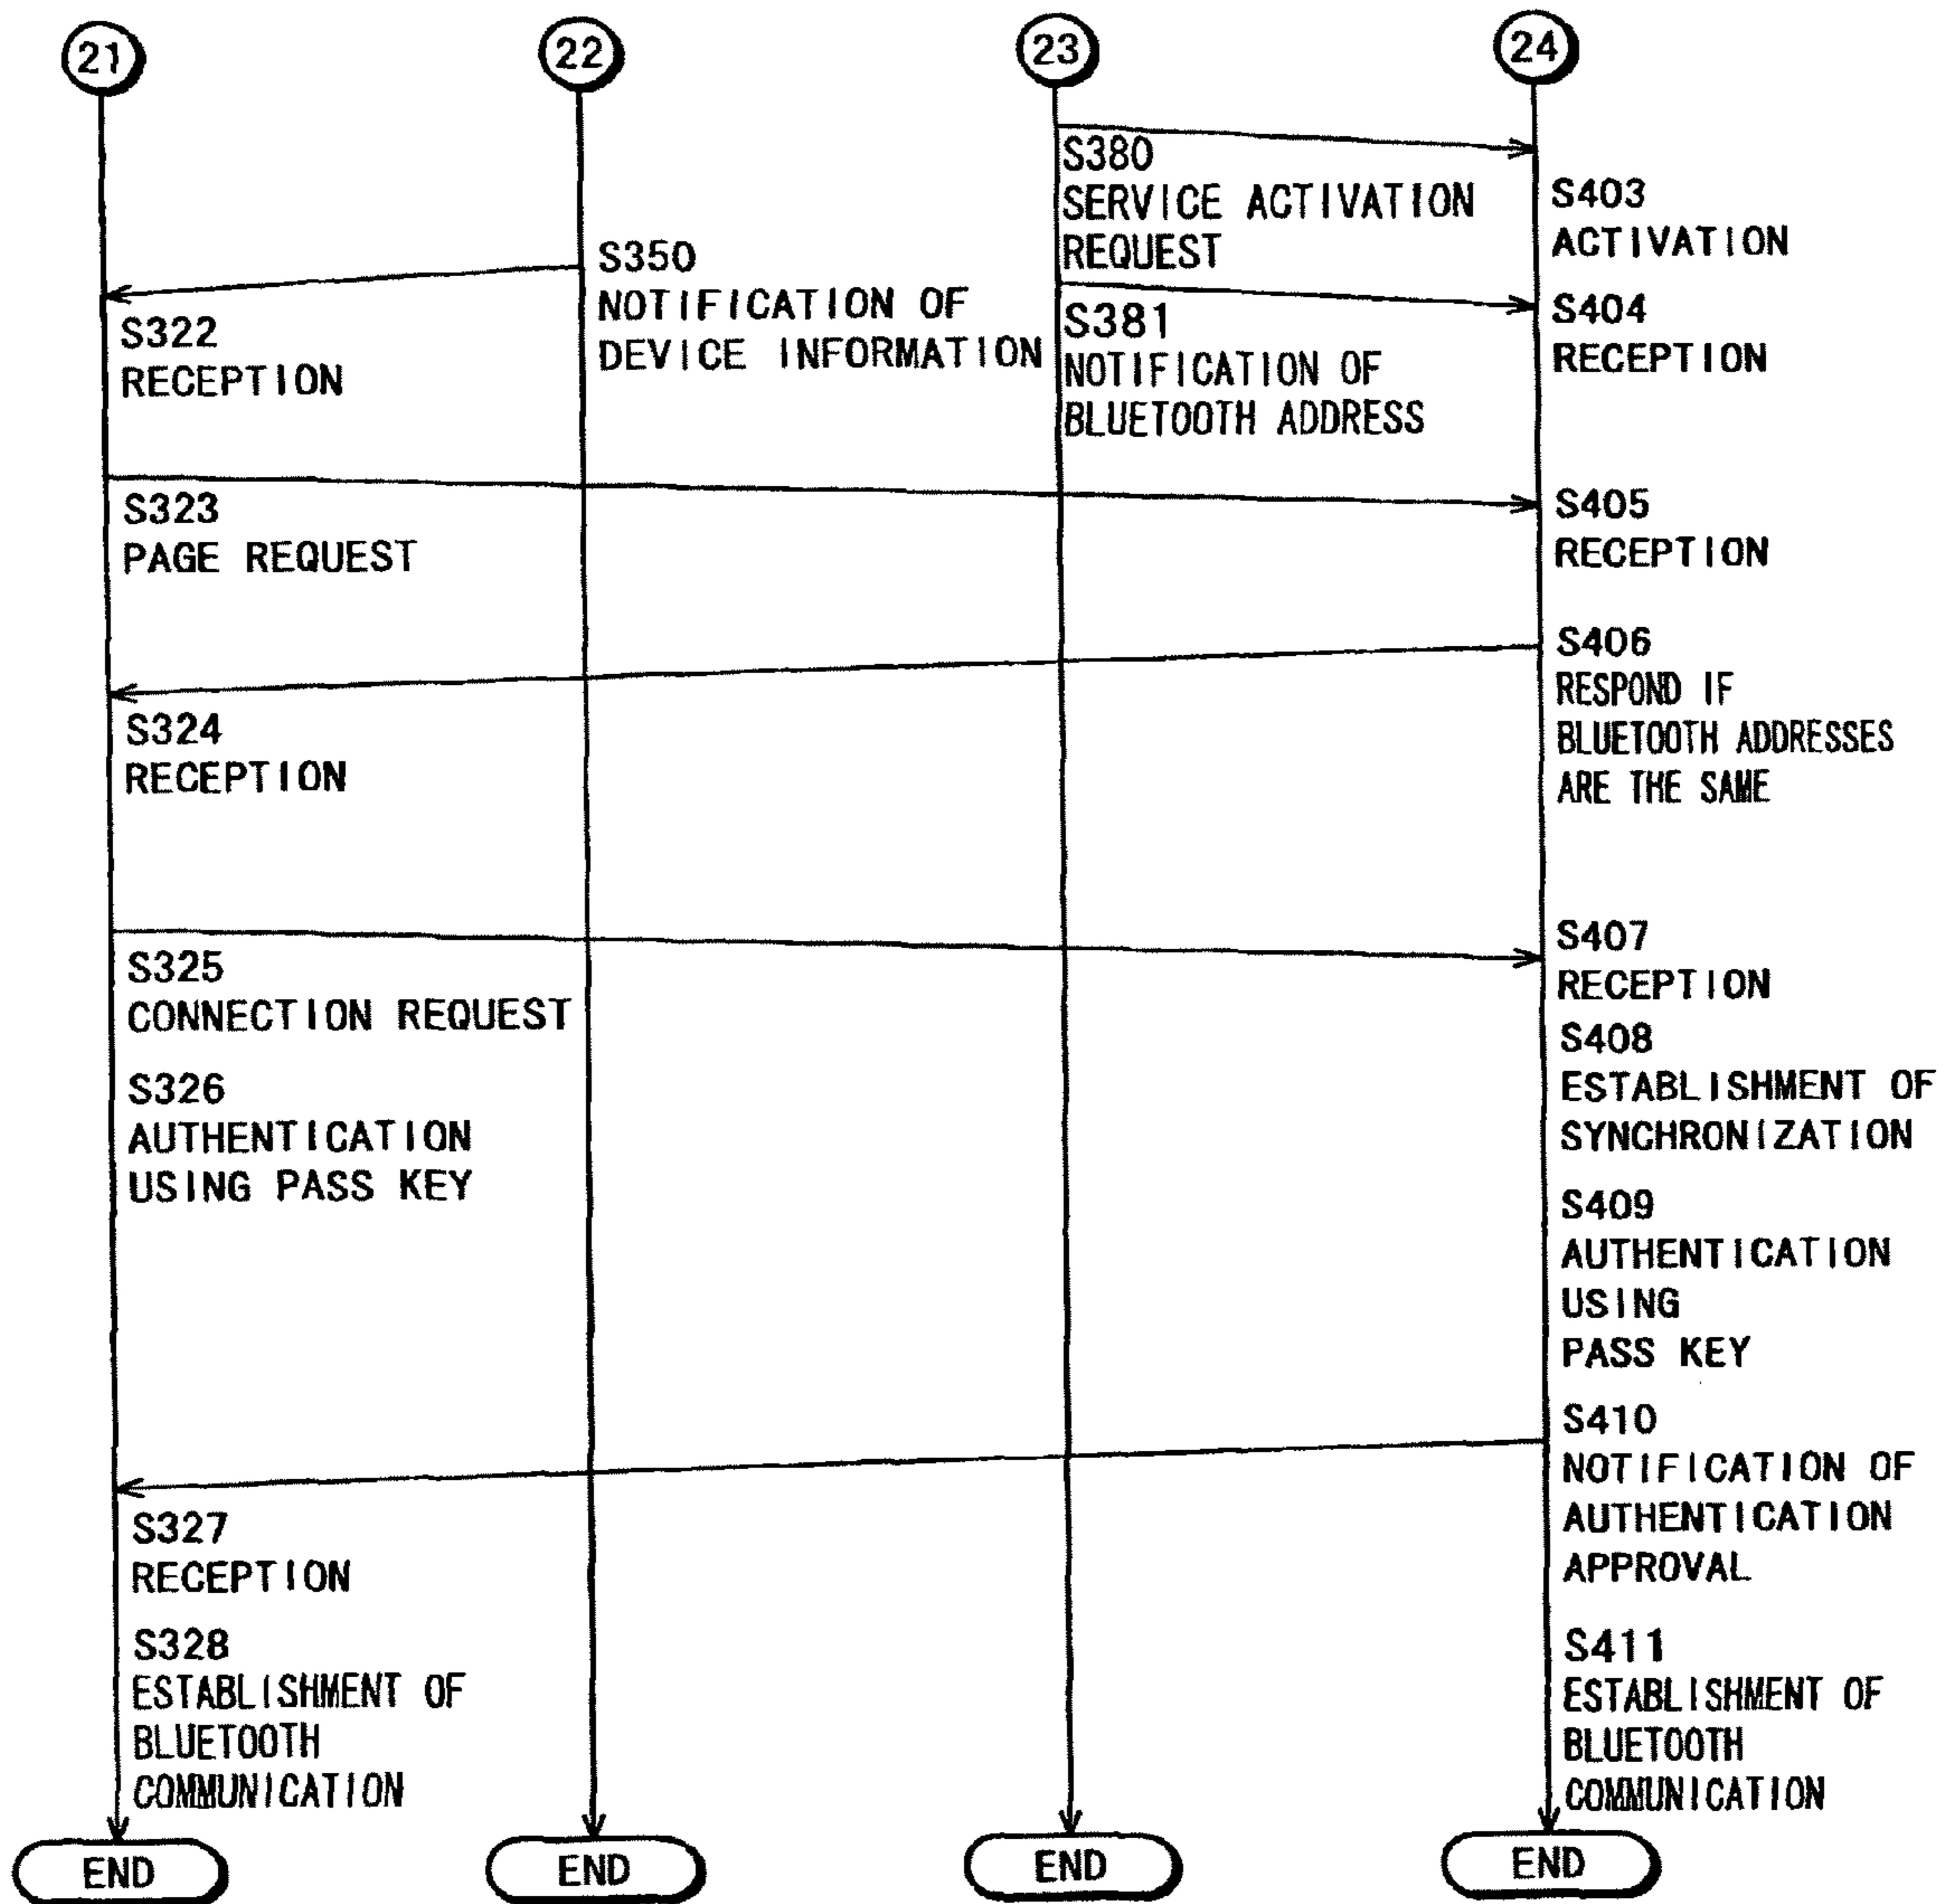 21
22
23
24
S380
SERVICE ACTIVATION
REQUEST
S403
ACTIVATION
S350
NOTIFICATION OF
DEVICE INFORMATION
S322
RECEPTION
S381
NOTIFICATION OF
BLUETOOTH ADDRESS
S404
RECEPTION
S323
PAGE REQUEST
S405
RECEPTION
S406
RESPOND IF
BLUETOOTH ADDRESSES
ARE THE SAME
S324
RECEPTION
S325
CONNECTION REQUEST
S407
RECEPTION
S408
ESTABLISHMENT OF
SYNCHRONIZATION
S326
AUTHENTICATION
USING PASS KEY
S409
AUTHENTICATION
USING
PASS KEY
S410
NOTIFICATION OF
AUTHENTICATION
APPROVAL
S327
RECEPTION
S328
ESTABLISHMENT OF
BLUETOOTH
COMMUNICATION
S411
ESTABLISHMENT OF
BLUETOOTH
COMMUNICATION
END
END
END
END